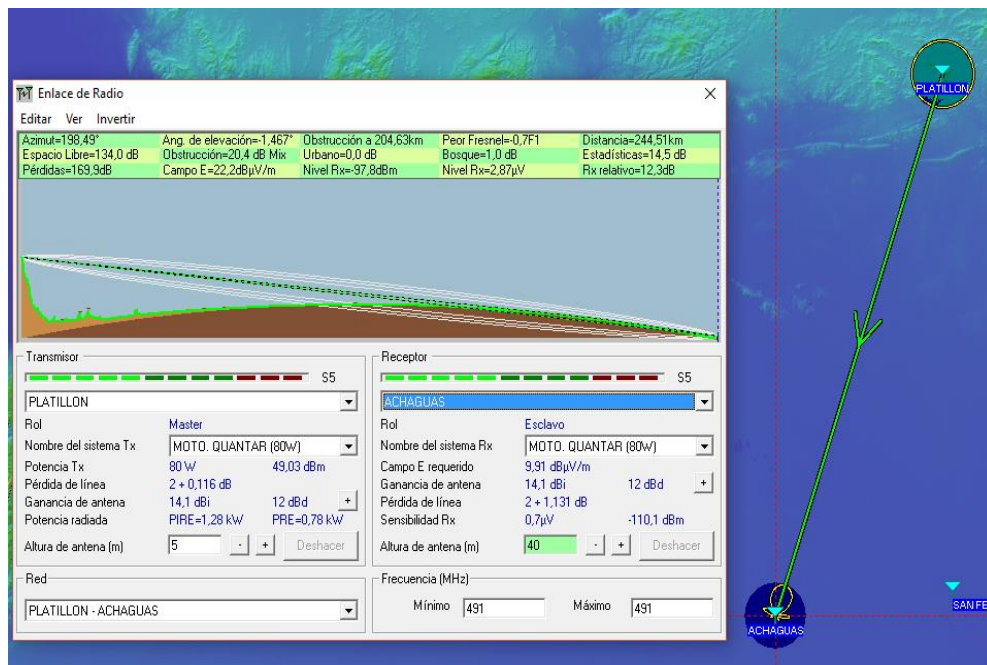 Enlace de Radio
Editar Ver Invertir
Azimut=198,49° Ang. de elevación=-1,467° Obstrucción a 204,63km Peor Fresnel=-0,7F1 Distancia=244,51km
Espacio Libre=134,0 dB Obstrucción=20,4 dB Mix Urbano=0,0 dB Bosque=1,0 dB Estadísticas=14,5 dB
Pérdidas=169,9dB Campo E=22,2dBµV/m Nivel Rx=-97,8dBm Nivel Rx=2,87µV Rx relativo=12,3dB
Transmisor
S5
PLATILLON
Rol Master
Nombre del sistema Tx MOTO. QUANTAR (80W)
Potencia Tx 80 W 49,03 dBm
Pérdida de línea 2 + 0,116 dB
Ganancia de antena 14,1 dBi 12 dBd +
Potencia radiada PIRE=1,28 kW PRE=0,78 kW
Altura de antena (m) 5 - + Deshacer
Receptor
S5
ACHAGUAS
Rol Esclavo
Nombre del sistema Rx MOTO. QUANTAR (80W)
Campo E requerido 9,91 dBµV/m
Ganancia de antena 14,1 dBi 12 dBd +
Pérdida de línea 2 + 1,131 dB
Sensibilidad Rx 0,7µV -110,1 dBm
Altura de antena (m) 40 - + Deshacer
Red
PLATILLON - ACHAGUAS
Frecuencia (MHz)
Mínimo 491 Máximo 491
PLATILLON
SAN FE
ACHAGUAS